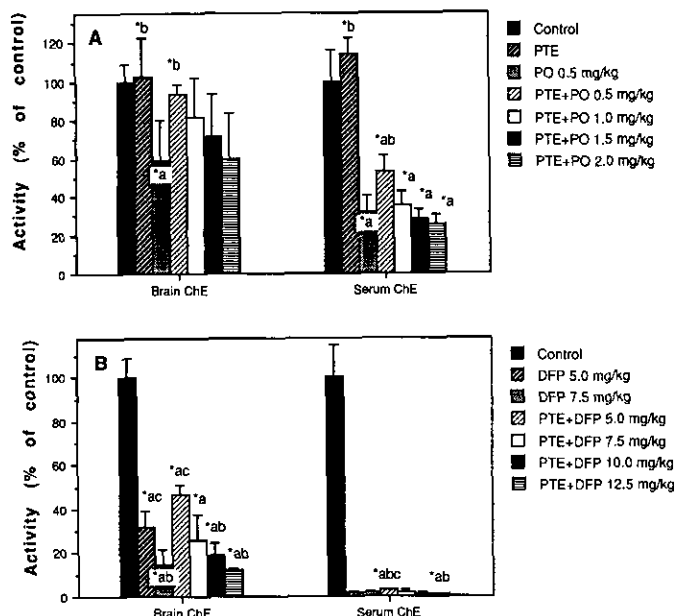 A
Activity (% of control)
120
100
80
60
40
20
0
*b
*a
*b
*b
*a
*ab
*a
*a
*a
Brain ChE
Serum ChE
Control
PTE
PO 0.5 mg/kg
PTE+PO 0.5 mg/kg
PTE+PO 1.0 mg/kg
PTE+PO 1.5 mg/kg
PTE+PO 2.0 mg/kg
B
Activity (% of control)
100
80
60
40
20
0
*ac
*ab
*ac
*a
*ab
*ab
*abc
*ab
Brain ChE
Serum ChE
Control
DFP 5.0 mg/kg
DFP 7.5 mg/kg
PTE+DFP 5.0 mg/kg
PTE+DFP 7.5 mg/kg
PTE+DFP 10.0 mg/kg
PTE+DFP 12.5 mg/kg